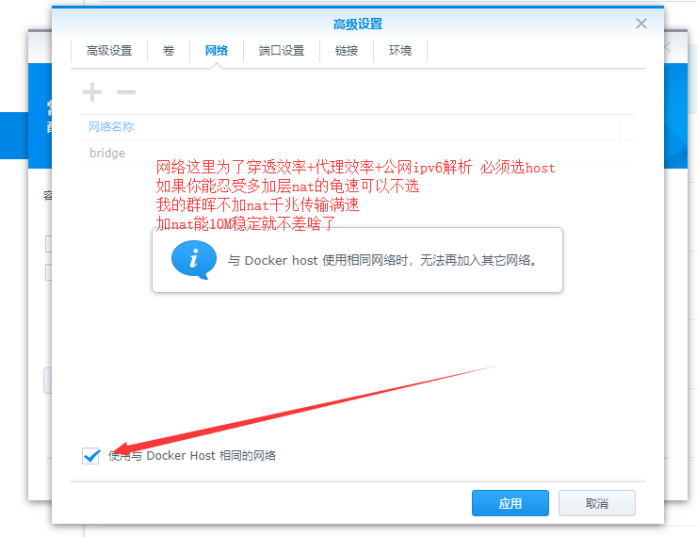 高级设置
高级设置 卷 网络 端口设置 链接 环境
网络名称
bridge
网络这里为了穿透效率+代理效率+公网ipv6解析 必须选host
如果你能忍受多加层nat的龟速可以不选
我的群晖不加nat千兆传输满速
加nat能10M稳定就不差啥了
与 Docker host 使用相同网络时，无法再加入其它网络。
使用与 Docker Host 相同的网络
应用 取消